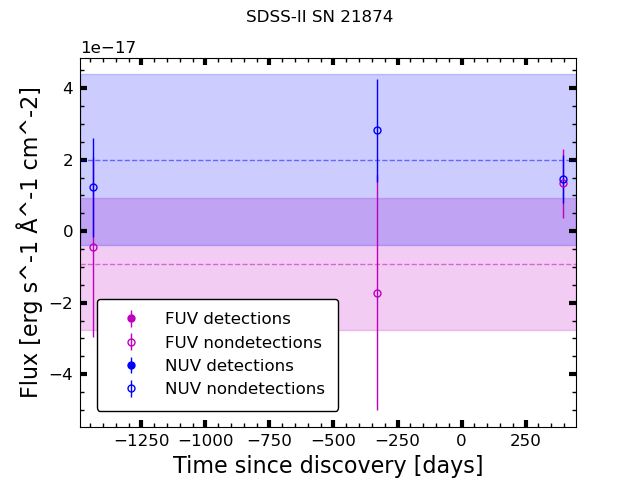 SDSS-II SN 21874
1e−17
Flux [erg s^-1 Å^-1 cm^-2]
4
2
0
−2
−4
FUV detections
FUV nondetections
NUV detections
NUV nondetections
−1250 −1000 −750 −500 −250 0 250
Time since discovery [days]